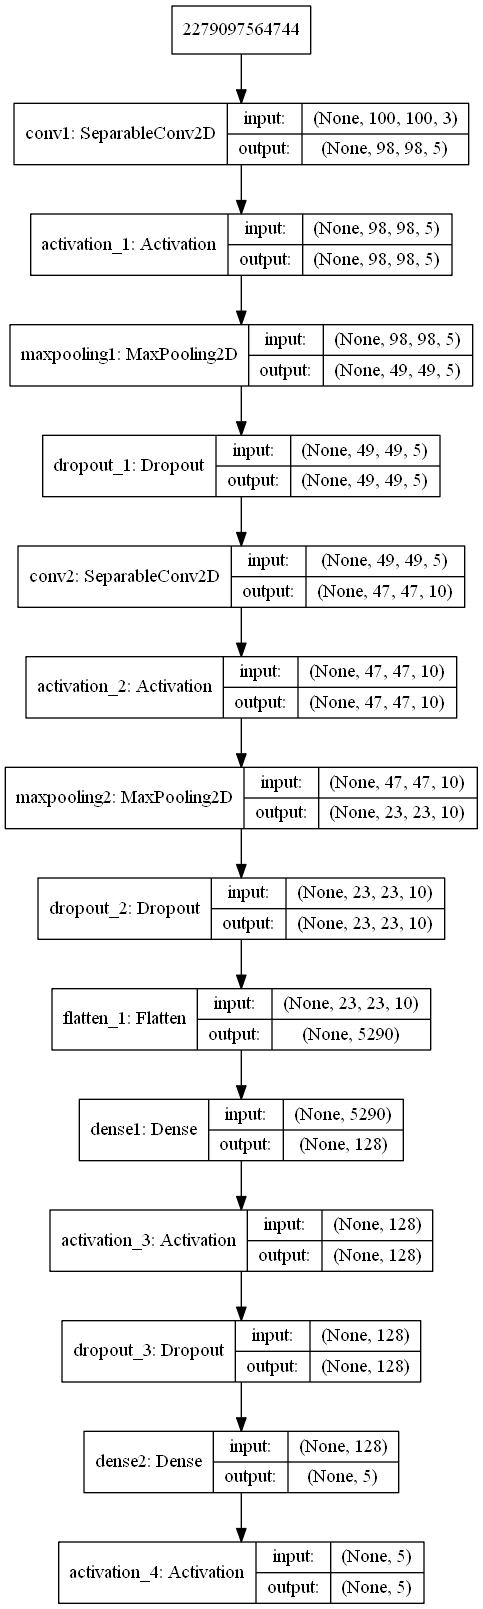 2279097564744
conv1: SeparableConv2D
input: (None, 100, 100, 3)
output: (None, 98, 98, 5)
activation_1: Activation
input: (None, 98, 98, 5)
output: (None, 98, 98, 5)
maxpooling1: MaxPooling2D
input: (None, 98, 98, 5)
output: (None, 49, 49, 5)
dropout_1: Dropout
input: (None, 49, 49, 5)
output: (None, 49, 49, 5)
conv2: SeparableConv2D
input: (None, 49, 49, 5)
output: (None, 47, 47, 10)
activation_2: Activation
input: (None, 47, 47, 10)
output: (None, 47, 47, 10)
maxpooling2: MaxPooling2D
input: (None, 47, 47, 10)
output: (None, 23, 23, 10)
dropout_2: Dropout
input: (None, 23, 23, 10)
output: (None, 23, 23, 10)
flatten_1: Flatten
input: (None, 23, 23, 10)
output: (None, 5290)
dense1: Dense
input: (None, 5290)
output: (None, 128)
activation_3: Activation
input: (None, 128)
output: (None, 128)
dropout_3: Dropout
input: (None, 128)
output: (None, 128)
dense2: Dense
input: (None, 128)
output: (None, 5)
activation_4: Activation
input: (None, 5)
output: (None, 5)